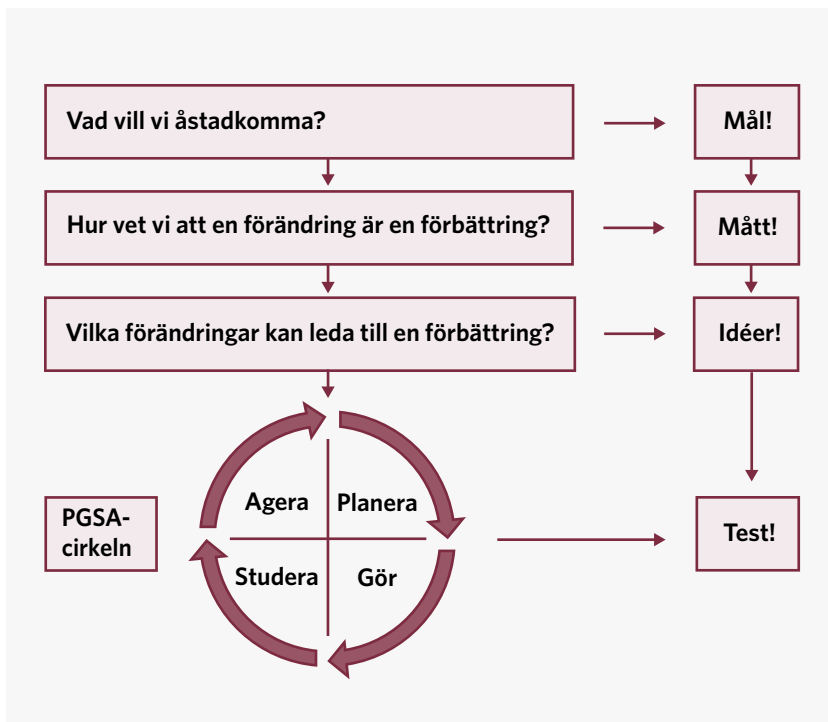 Vad vill vi åstadkomma?
Mål!
Hur vet vi att en förändring är en förbättring?
Mått!
Vilka förändringar kan leda till en förbättring?
Idéer!
PGSA-
cirkeln
Agera
Planera
Studera
Gör
Test!